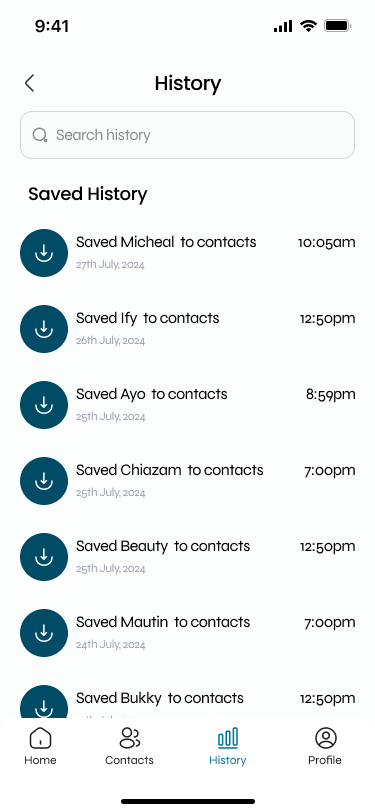 9:41
History
Search history
Saved History
Saved Micheal to contacts 10:05am
27th July, 2024
Saved Ify to contacts 12:50pm
26th July, 2024
Saved Ayo to contacts 8:59pm
25th July, 2024
Saved Chiazam to contacts 7:00pm
25th July, 2024
Saved Beauty to contacts 12:50pm
25th July, 2024
Saved Mautin to contacts 7:00pm
24th July, 2024
Saved Bukky to contacts 12:50pm
Home Contacts History Profile